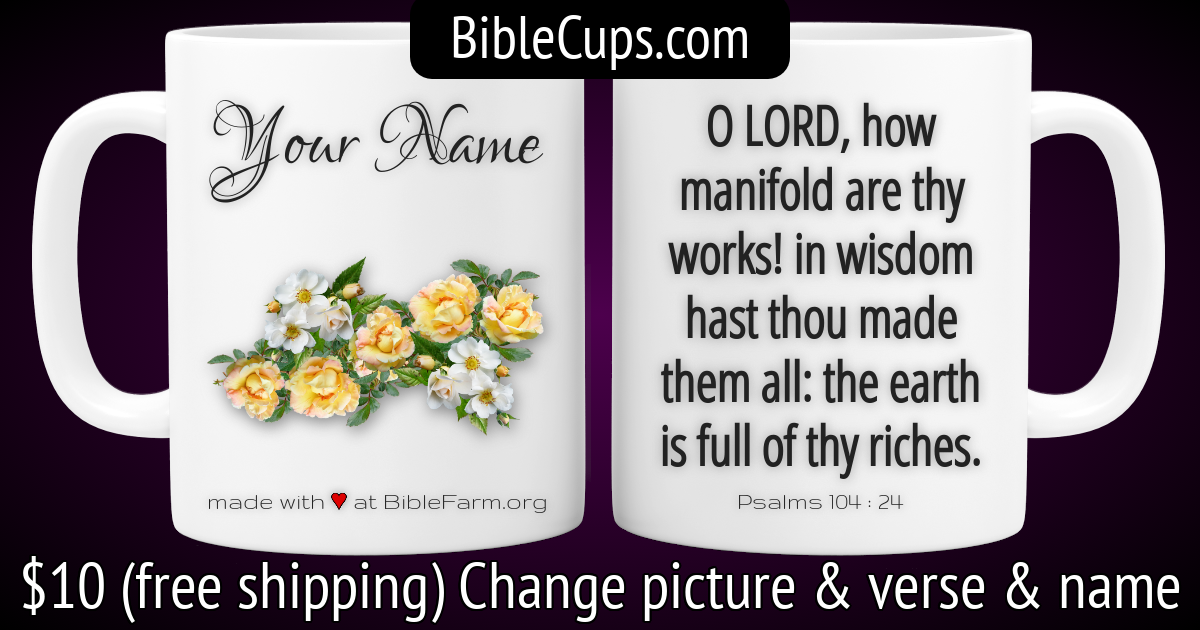 BibleCups.com
Your Name
made with ♥ at BibleFarm.org
O LORD, how
manifold are thy
works! in wisdom
hast thou made
them all: the earth
is full of thy riches.
Psalms 104 : 24
$10 (free shipping) Change picture & verse & name